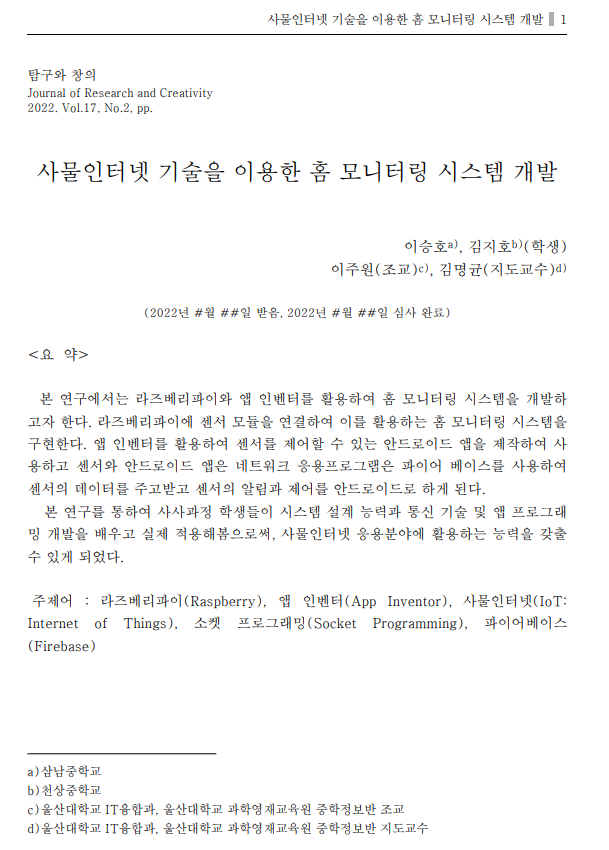 사물인터넷 기술을 이용한 홈 모니터링 시스템 개발 1
탐구와 창의
Journal of Research and Creativity
2022. Vol.17, No.2, pp.
사물인터넷 기술을 이용한 홈 모니터링 시스템 개발
이승호a), 김지호b)(학생)
이주원(조교)c), 김명균(지도교수)d)
(2022년 #월 ##일 받음, 2022년 #월 ##일 심사 완료)
<요 약>
본 연구에서는 라즈베리파이와 앱 인벤터를 활용하여 홈 모니터링 시스템을 개발하
고자 한다. 라즈베리파이에 센서 모듈을 연결하여 이를 활용하는 홈 모니터링 시스템을
구현한다. 앱 인벤터를 활용하여 센서를 제어할 수 있는 안드로이드 앱을 제작하여 사
용하고 센서와 안드로이드 앱은 네트워크 응용프로그램은 파이어 베이스를 사용하여
센서의 데이터를 주고받고 센서의 알림과 제어를 안드로이드로 하게 된다.
본 연구를 통하여 사사과정 학생들이 시스템 설계 능력과 통신 기술 및 앱 프로그래
밍 개발을 배우고 실제 적용해봄으로써, 사물인터넷 응용분야에 활용하는 능력을 갖출
수 있게 되었다.
주제어 : 라즈베리파이(Raspberry), 앱 인벤터(App Inventor), 사물인터넷(IoT:
Internet of Things), 소켓 프로그래밍(Socket Programming), 파이어베이스
(Firebase)
a)삼남중학교
b)천상중학교
c)울산대학교 IT융합과, 울산대학교 과학영재교육원 중학정보반 조교
d)울산대학교 IT융합과, 울산대학교 과학영재교육원 중학정보반 지도교수